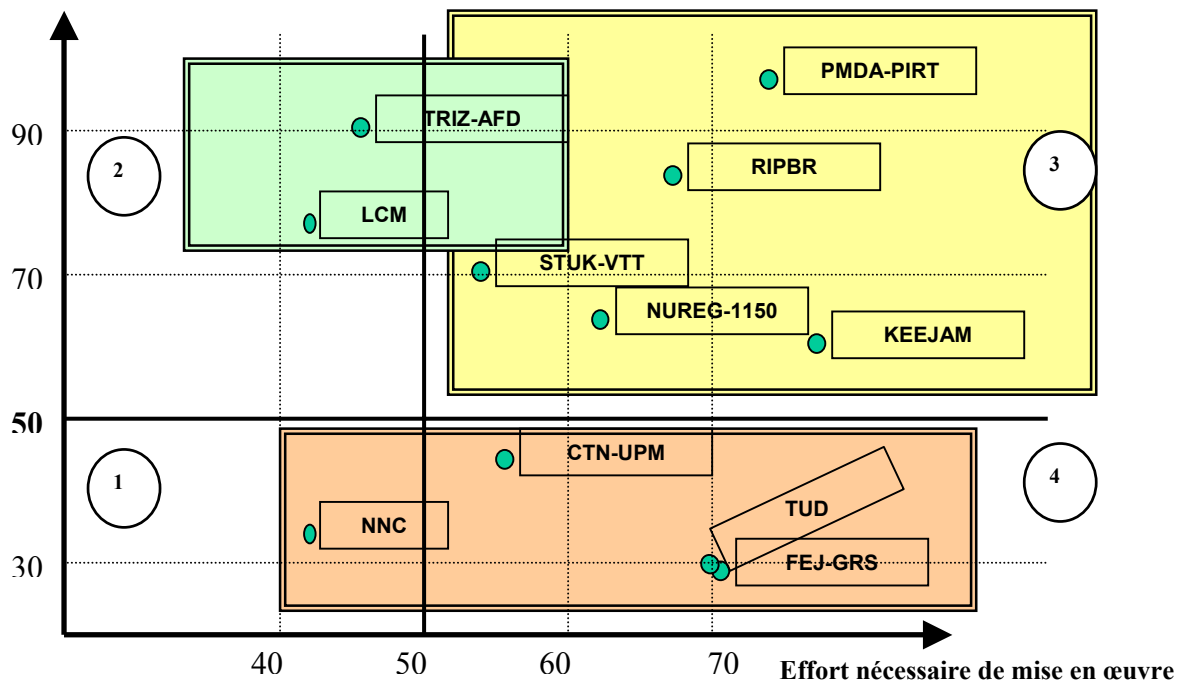 PMDA-PIRT
TRIZ-AFD
90
RIPBR
2
3
LCM
STUK-VTT
70
NUREG-1150
KEEJAM
50
CTN-UPM
1
4
TUD
NNC
FEJ-GRS
30
40
50
60
70
Effort nécessaire de mise en œuvre